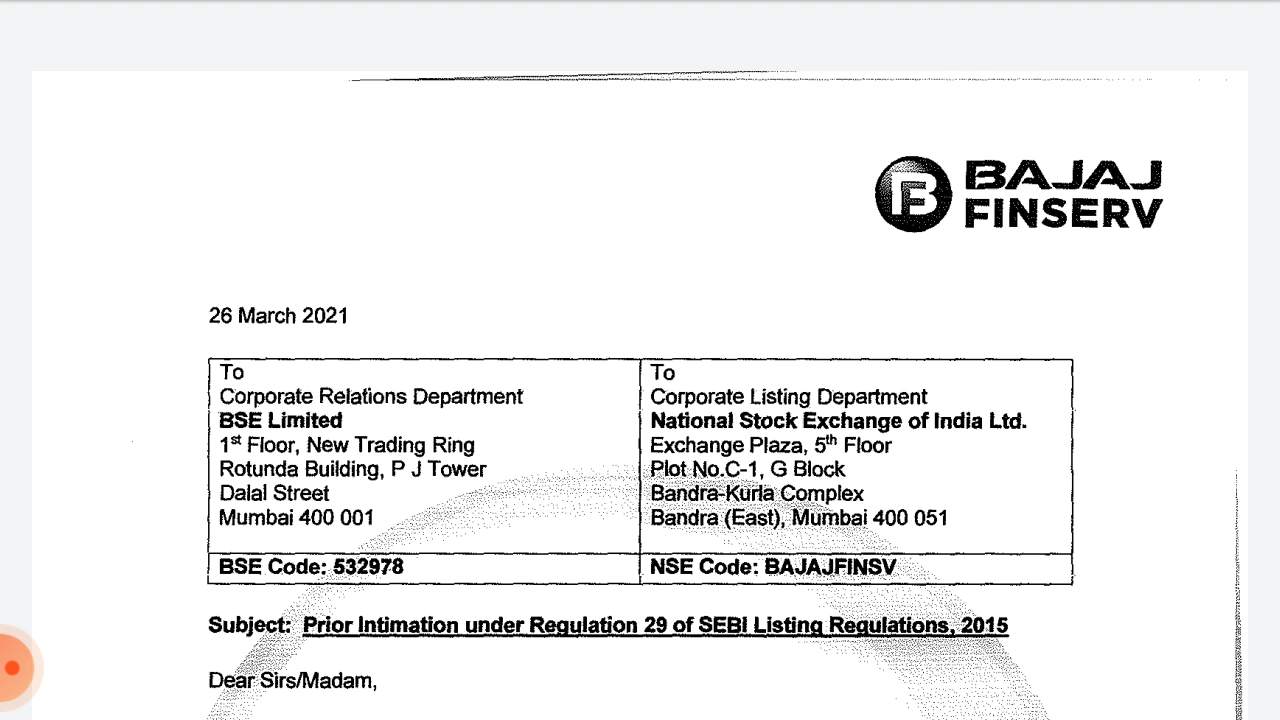 BAJAJ
FINSERV
26 March 2021
To
Corporate Relations Department
BSE Limited
1st Floor, New Trading Ring
Rotunda Building, P J Tower
Dalal Street
Mumbai 400 001
BSE Code: 532978
To
Corporate Listing Department
National Stock Exchange of India Ltd.
Exchange Plaza, 5th Floor
Plot No.C-1, G Block
Bandra-Kurla Complex
Bandra (East), Mumbai 400 051
NSE Code: BAJAJFINSV
Subject: Prior Intimation under Regulation 29 of SEBI Listing Regulations, 2015
Dear Sirs/Madam,